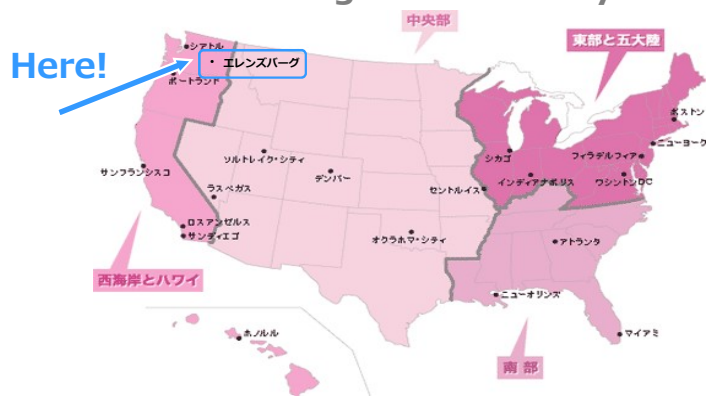 中央部
東部と五大陸
Here!
シアトル
・ エレンズバーグ
ポートランド
ボストン
ニューヨーク
シカゴ
フィラデルフィア
ソルトレイク・シティ
サンフランシスコ
デンバー
インディアナポリス
ワシントンDC
ラスベガス
セントルイス
ロスアンゼルス
サンディエゴ
オクラホマ・シティ
アトランタ
西海岸とハワイ
ニューオリンズ
ホノルル
マイアミ
南 部